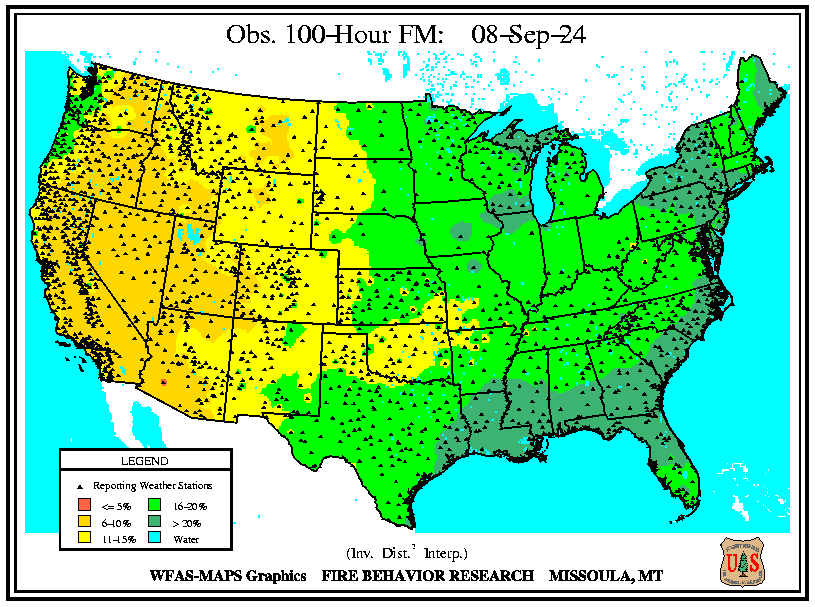 Obs. 100-Hour FM: 08-Sep-24
LEGEND
Reporting Weather Stations
<= 5%
16-20%
6-10%
> 20%
11-15%
Water
(Inv. Dist.² Interp.)
WFAS-MAPS Graphics FIRE BEHAVIOR RESEARCH MISSOULA, MT
U S